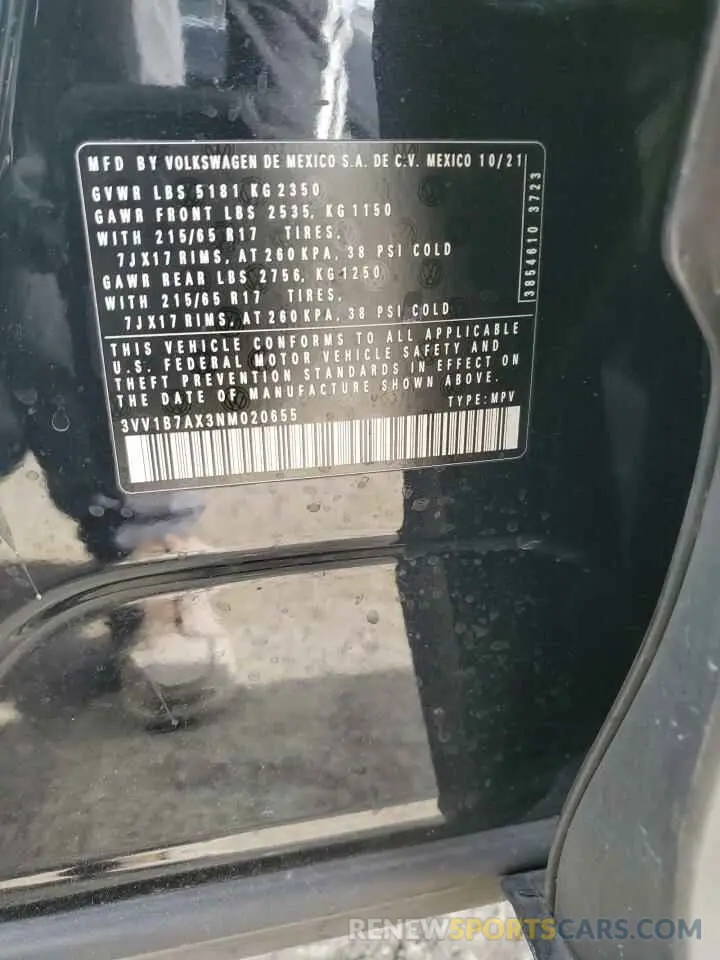 MFD BY VOLKSWAGEN DE MEXICO S.A. DE C.V. MEXICO 10/21
GVWR LBS 5181 KG 2350
GAWR FRONT LBS 2535, KG 1150
WITH 215/65 R17 TIRES.
7JX17 RIMS, AT 260 KPA, 38 PSI COLD
GAWR REAR LBS 2756, KG 1250
WITH 215/65 R17 TIRES.
7JX17 RIMS, AT 260 KPA, 38 PSI COLD
3854610 3723
THIS VEHICLE CONFORMS TO ALL APPLICABLE
U.S. FEDERAL MOTOR VEHICLE SAFETY AND
THEFT PREVENTION STANDARDS IN EFFECT ON
THE DATE OF MANUFACTURE SHOWN ABOVE.
3VV1B7AX3NM020655 TYPE: MPV
RENEWSPORTSCARS.COM